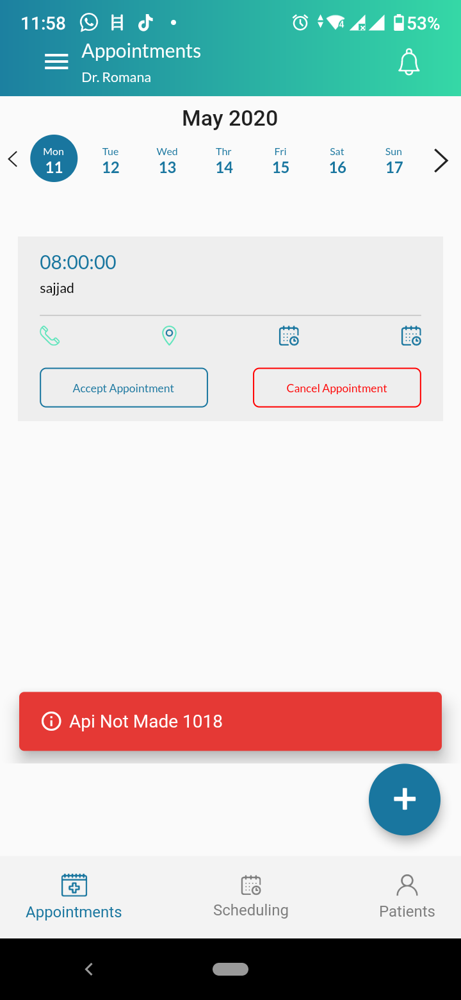 11:58 4 53%
Appointments
Dr. Romana
May 2020
Mon Tue Wed Thr Fri Sat Sun
11 12 13 14 15 16 17
08:00:00
sajjad
Accept Appointment Cancel Appointment
Api Not Made 1018
Appointments Scheduling Patients